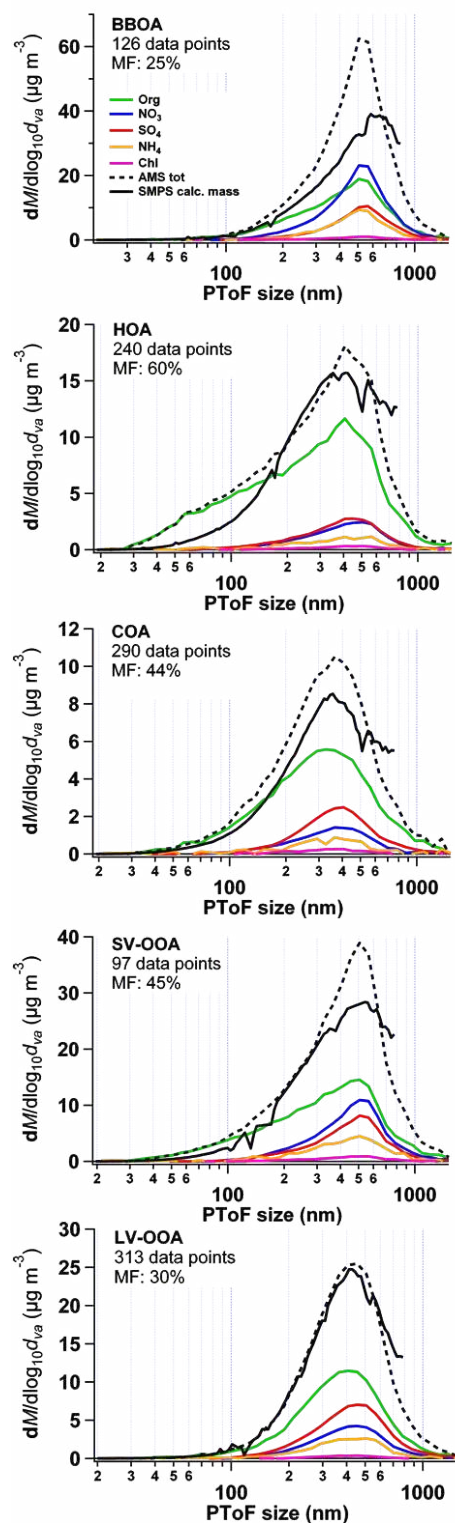 BBOA
126 data points
MF: 25%
60
40
20
0
Org
NO3
SO4
NH4
Chl
AMS tot
SMPS calc. mass
dM/dlog10dva (µg m-3)
3 4 5 6 100 2 3 4 5 6 1000
PToF size (nm)
HOA
240 data points
MF: 60%
20
15
10
5
0
dM/dlog10dva (µg m-3)
2 3 4 5 6 100 2 3 4 5 6 1000
PToF size (nm)
COA
290 data points
MF: 44%
12
10
8
6
4
2
0
dM/dlog10dva (µg m-3)
2 3 4 5 6 100 2 3 4 5 6 1000
PToF size (nm)
SV-OOA
97 data points
MF: 45%
40
30
20
10
0
dM/dlog10dva (µg m-3)
2 3 4 5 6 100 2 3 4 5 6 1000
PToF size (nm)
LV-OOA
313 data points
MF: 30%
30
25
20
15
10
5
0
dM/dlog10dva (µg m-3)
2 3 4 5 6 100 2 3 4 5 6 1000
PToF size (nm)